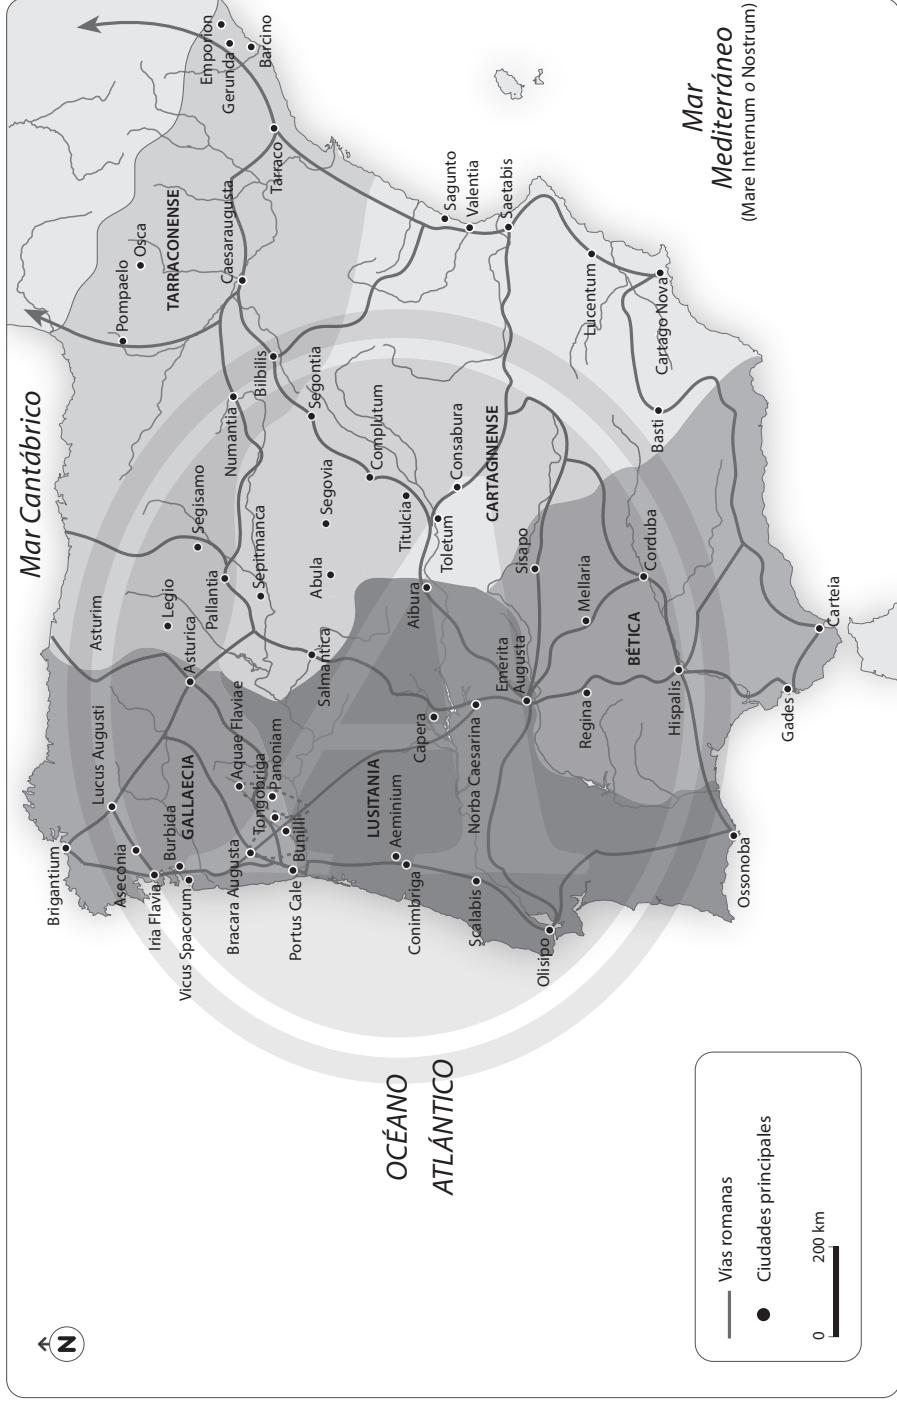 Mar Cantábrico
Mar
Mediterráneo
(Mare Internum o Nostrum)
OCÉANO
ATLÁNTICO
Brigantium
Lucus Augusti
Asturim
Aseconia
Iria Flavia
Burbida
Vicus Spacorum
GALLAECIA
Asturica
Legio
Segisamo
Pallantia
Pompaelo
Osca
TARRACONENSE
Emporion
Gerunda
Barcino
Bracara Augusta
Aquae Flaviae
Tongobriga
Panoniam
Bunilli
Portus Cale
Sepitmanca
Numantia
Caesaraugusta
Tarraco
Bilbilis
Salmantica
Abula
Segovia
Segontia
LUSITANIA
Aeminium
Conimbriga
Capera
Complutum
Titulcia
Aibura
Toletum
Consabura
Sagunto
Valentia
Saetabis
Scalabis
Norba Caesarina
Emerita
Augusta
CARTAGINENSE
Sisapo
Olisipo
Regina
Mellaria
BÉTICA
Corduba
Basti
Lucentum
Cartago Nova
Hispalis
Ossonoba
Gades
Carteia
N
Vías romanas
Ciudades principales
0
200 km